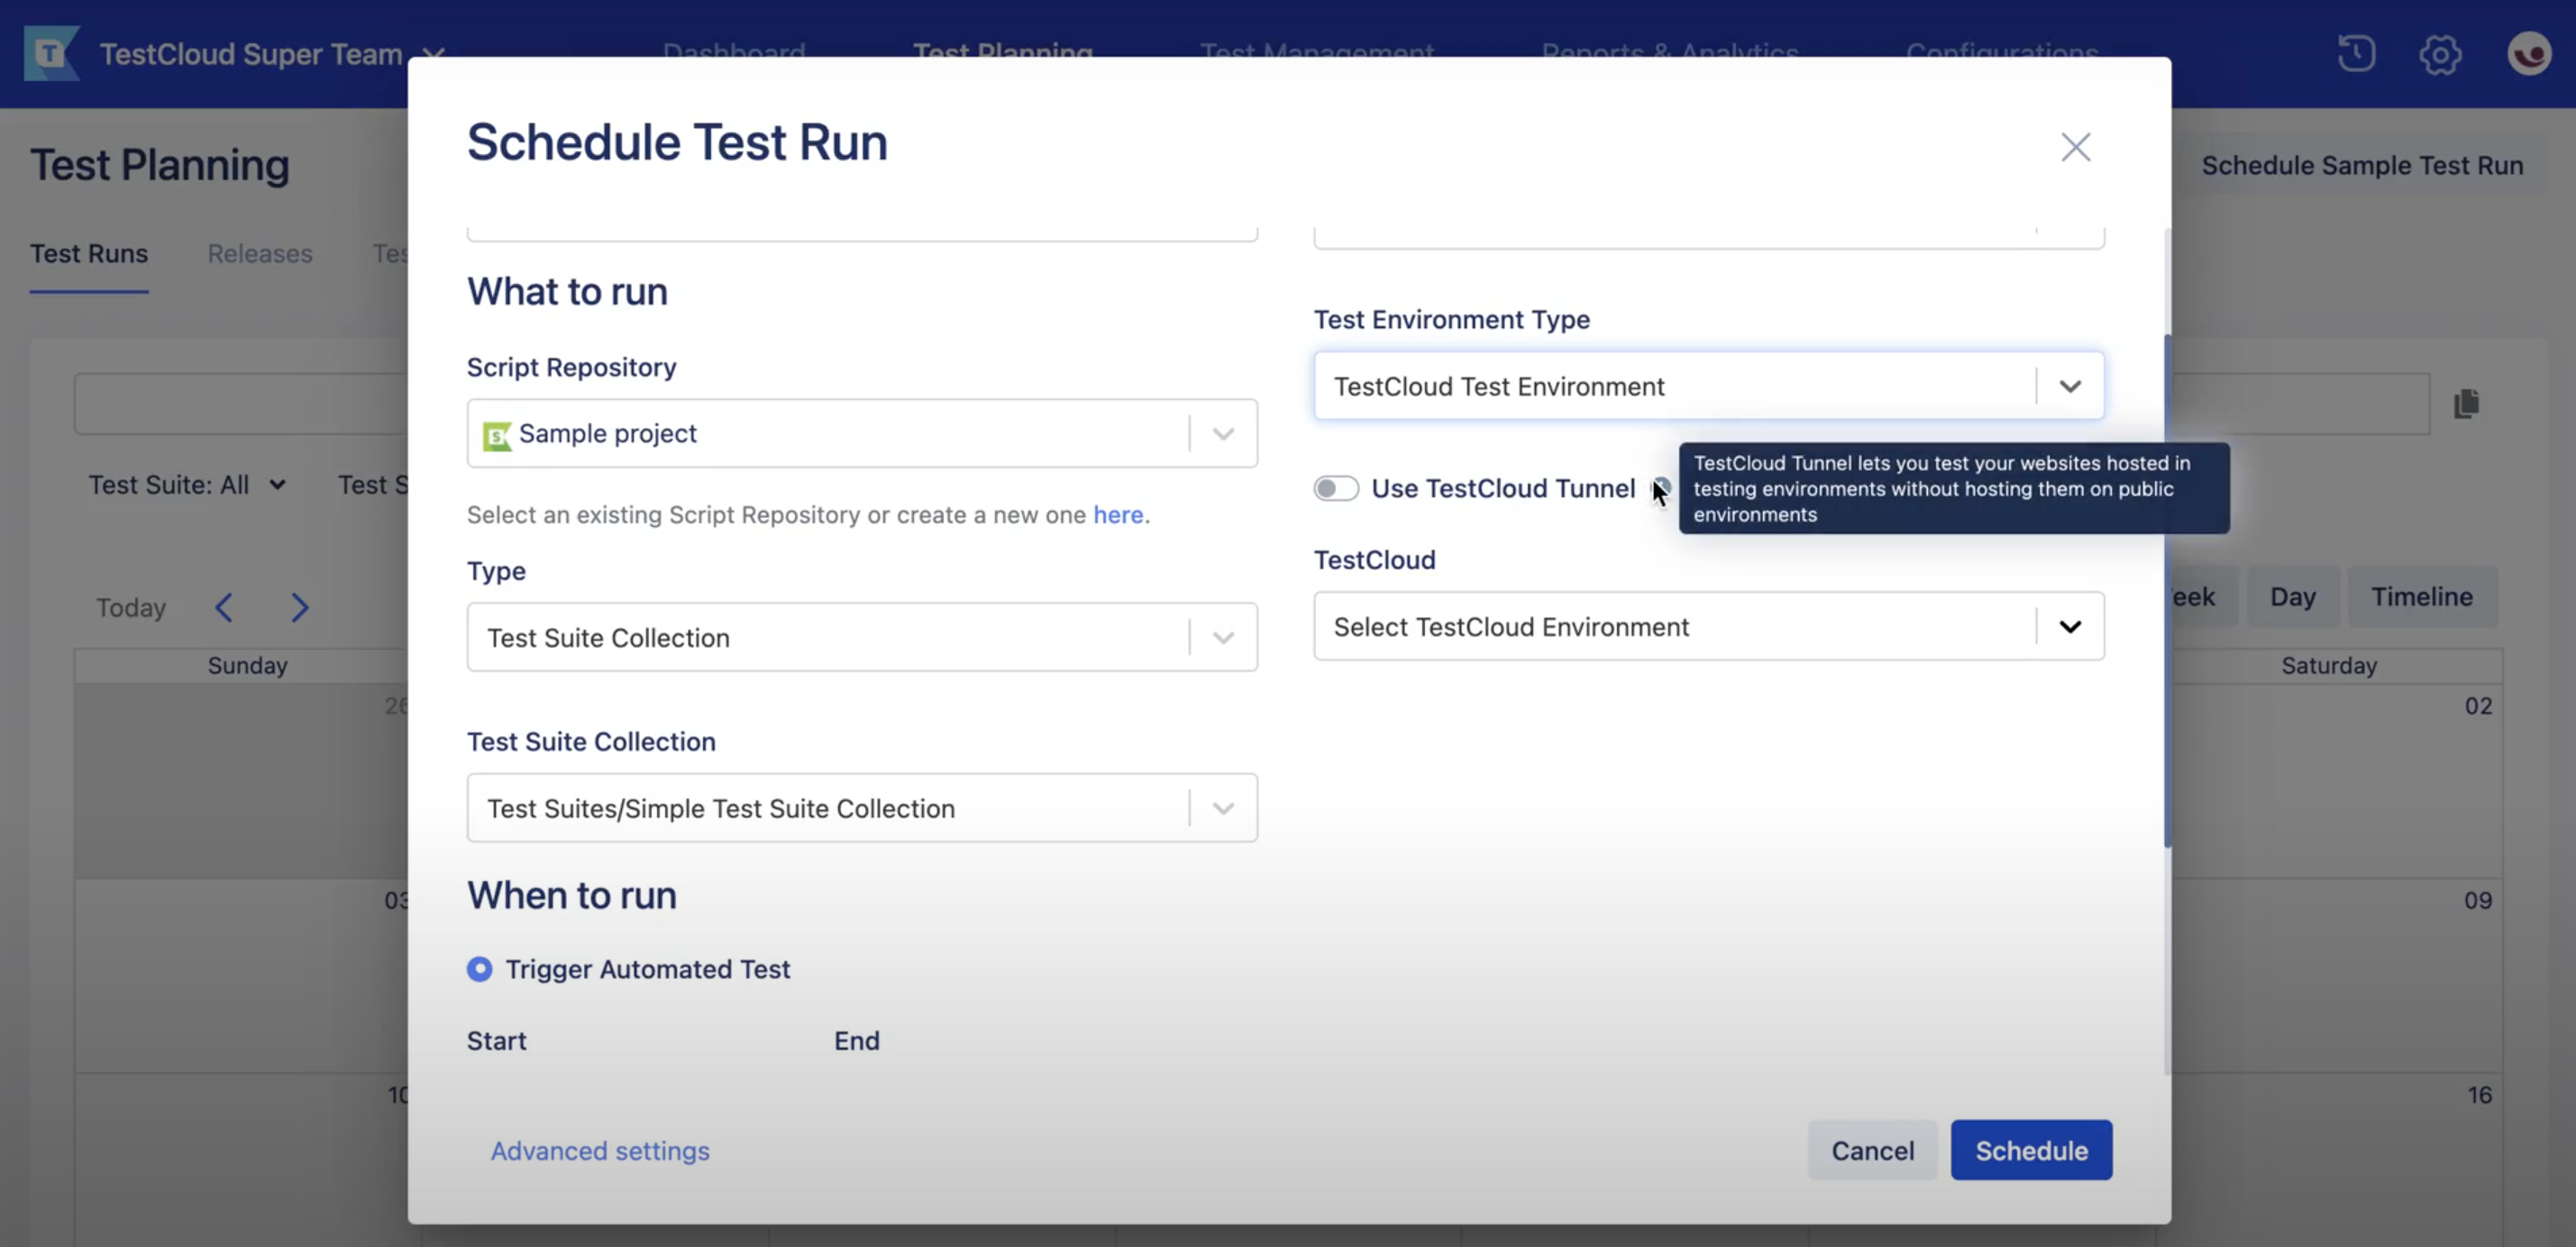 TestCloud Super Team
Dashboard
Test Planning
Test Management
Reports & Analytics
Configurations
Test Planning
Schedule Sample Test Run
Test Runs
Releases
Test Suite: All
Today
Day
Timeline
Sunday
Saturday
02
03
09
10
16
Schedule Test Run
What to run
Script Repository
Sample project
Select an existing Script Repository or create a new one here.
Type
Test Suite Collection
Test Suite Collection
Test Suites/Simple Test Suite Collection
When to run
Trigger Automated Test
Start
End
Test Environment Type
TestCloud Test Environment
Use TestCloud Tunnel
TestCloud Tunnel lets you test your websites hosted in
testing environments without hosting them on public
environments
TestCloud
Select TestCloud Environment
Advanced settings
Cancel
Schedule